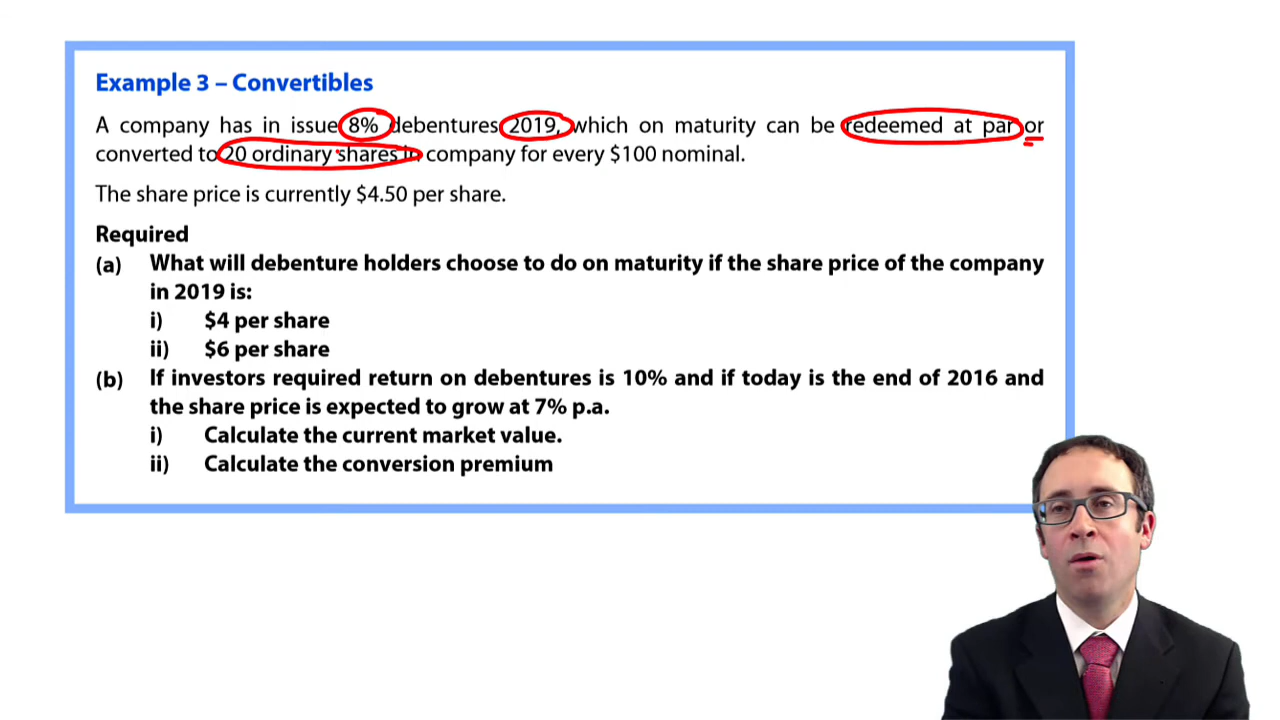 Example 3 – Convertibles
A company has in issue 8% debentures 2019, which on maturity can be redeemed at par or
converted to 20 ordinary shares in company for every $100 nominal.
The share price is currently $4.50 per share.
Required
(a) What will debenture holders choose to do on maturity if the share price of the company
in 2019 is:
i) $4 per share
ii) $6 per share
(b) If investors required return on debentures is 10% and if today is the end of 2016 and
the share price is expected to grow at 7% p.a.
i) Calculate the current market value.
ii) Calculate the conversion premium